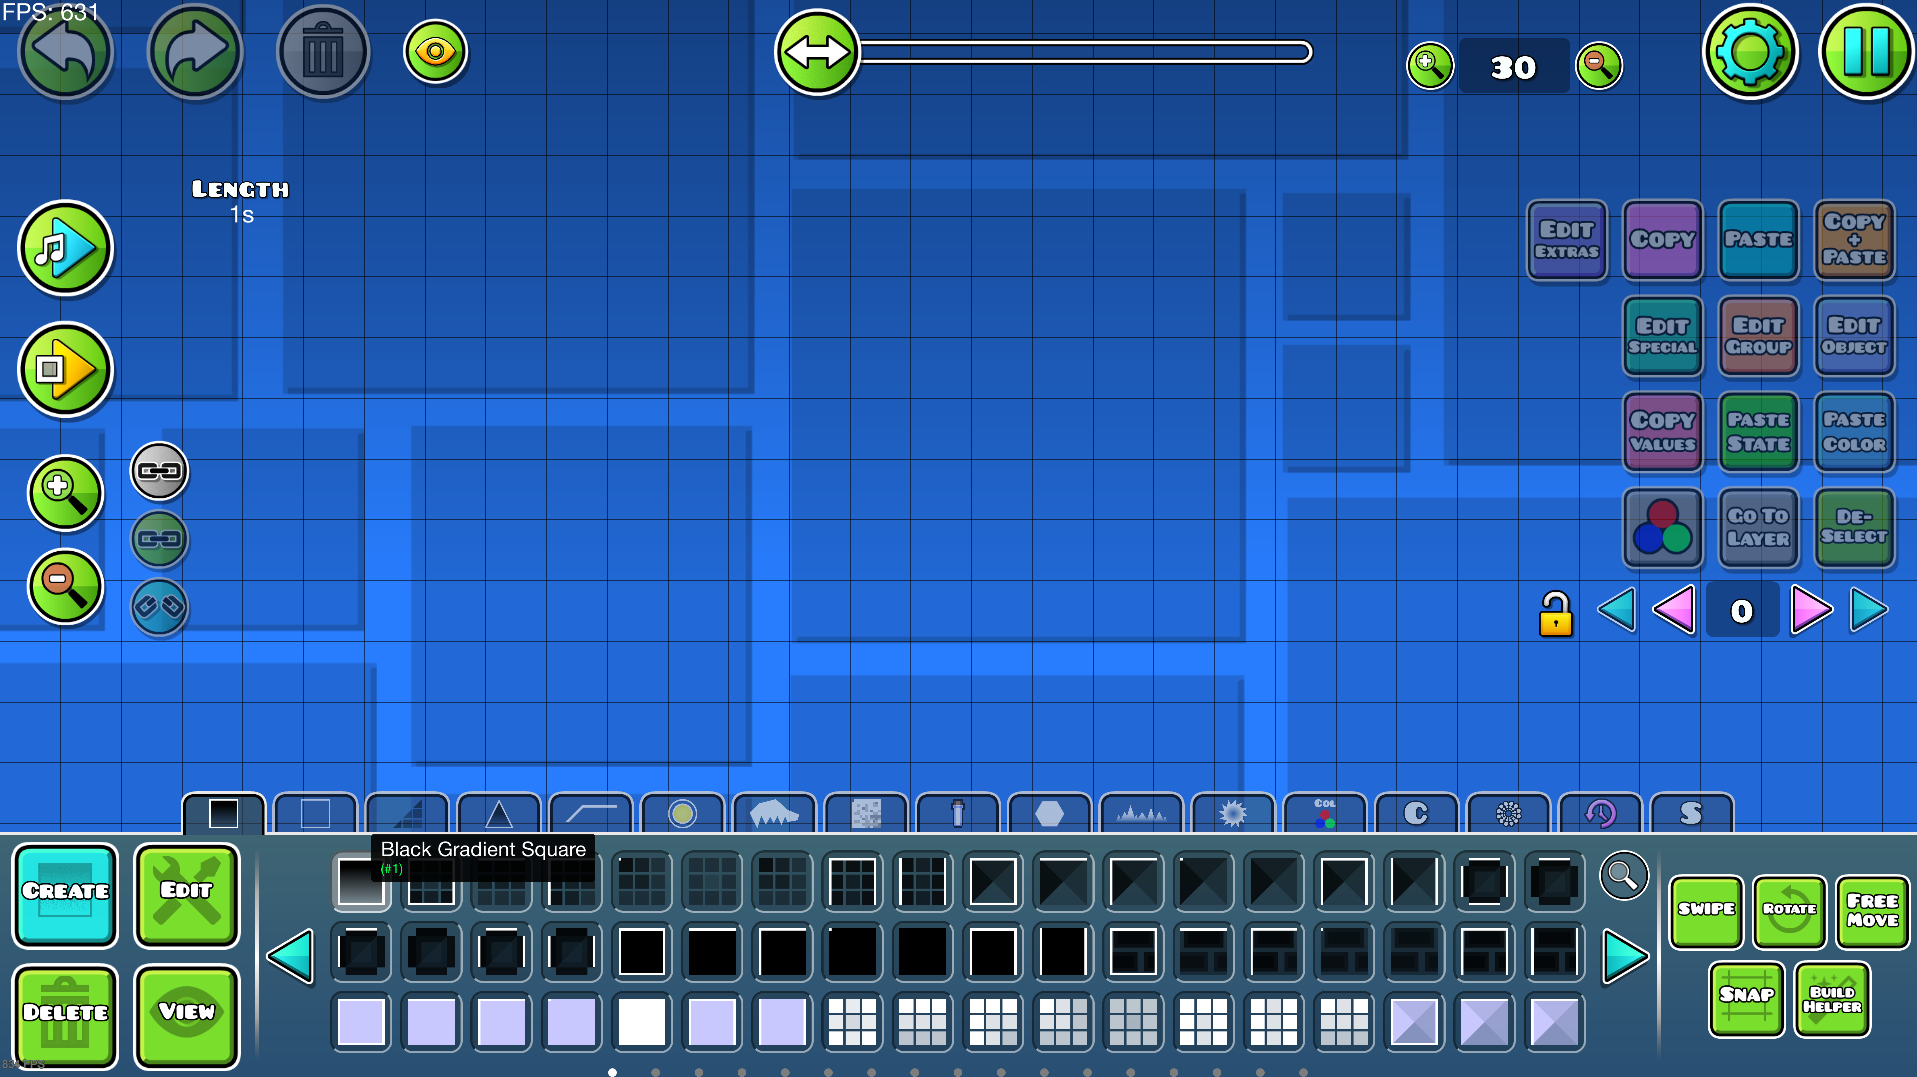 FPS: 631
30
LENGTH
1s
EDIT
EXTRAS
COPY
PASTE
COPY
+
PASTE
EDIT
SPECIAL
EDIT
GROUP
EDIT
OBJECT
COPY
VALUES
PASTE
STATE
PASTE
COLOR
GO TO
LAYER
DE-
SELECT
0
COL
C
S
Black Gradient Square
(#1)
CREATE
EDIT
SWIPE
ROTATE
FREE
MOVE
DELETE
VIEW
SNAP
BUILD
HELPER